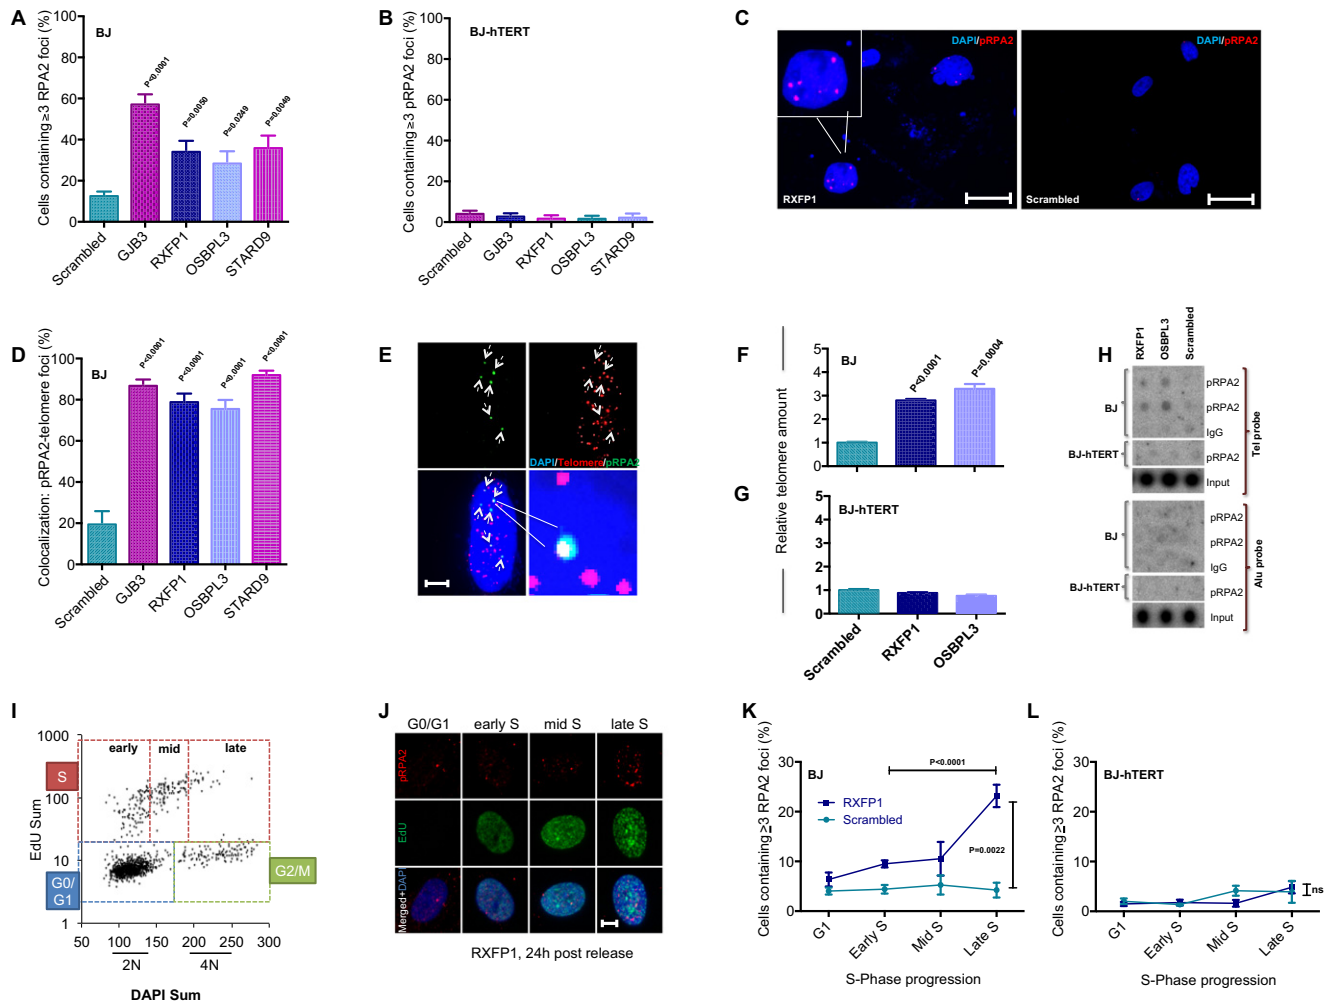 A
Cells containing ≥3 RPA2 foci (%)
BJ
100
80
60
40
20
0
P<0.0001
P=0.0050
P=0.0249
P=0.0049
Scrambled
GJB3
RXFP1
OSBPL3
STARD9
B
Cells containing ≥3 pRPA2 foci (%)
BJ-hTERT
100
80
60
40
20
0
Scrambled
GJB3
RXFP1
OSBPL3
STARD9
C
DAPI/pRPA2
RXFP1
DAPI/pRPA2
Scrambled
D
Colocalization: pRPA2-telomere foci (%)
BJ
100
80
60
40
20
0
P<0.0001
P<0.0001
P<0.0001
P<0.0001
Scrambled
GJB3
RXFP1
OSBPL3
STARD9
E
DAPI/Telomere/pRPA2
Relative telomere amount
F
BJ
5
4
3
2
1
0
P<0.0001
P=0.0004
G
BJ-hTERT
5
4
3
2
1
0
Scrambled
RXFP1
OSBPL3
H
RXFP1
OSBPL3
Scrambled
BJ
pRPA2
pRPA2
IgG
BJ-hTERT
pRPA2
Input
Tel probe
BJ
pRPA2
pRPA2
IgG
BJ-hTERT
pRPA2
Input
Alu probe
I
EdU Sum
1000
100
10
1
early
mid
late
S
G0/
G1
G2/M
50
100
150
200
250
300
2N
4N
DAPI Sum
J
G0/G1
early S
mid S
late S
pRPA2
EdU
Merged+DAP
RXFP1, 24h post release
K
Cells containing ≥3 RPA2 foci (%)
30
20
10
0
BJ
P<0.0001
RXFP1
Scrambled
P=0.0022
G1
Early S
Mid S
Late S
S-Phase progression
L
Cells containing ≥3 RPA2 foci (%)
30
20
10
0
BJ-hTERT
ns
G1
Early S
Mid S
Late S
S-Phase progression